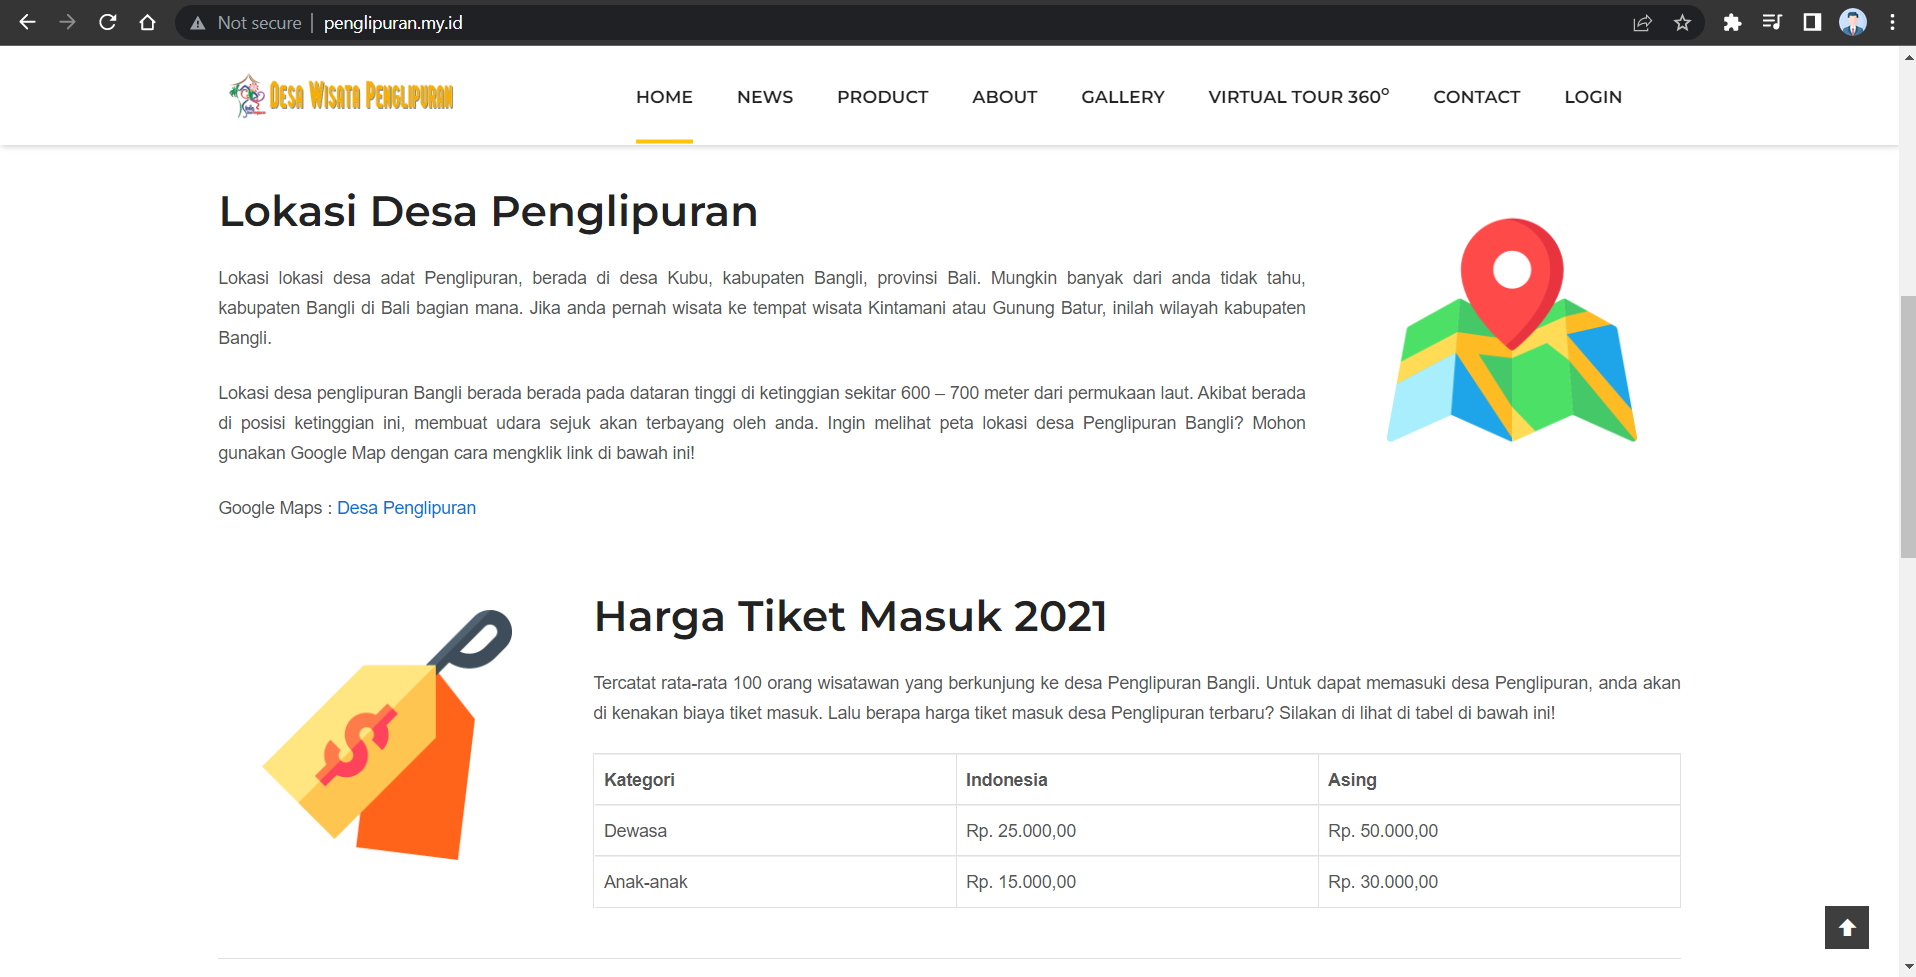 Not secure | penglipuran.my.id
Desa Wisata Penglipuran
HOME NEWS PRODUCT ABOUT GALLERY VIRTUAL TOUR 360º CONTACT LOGIN
Lokasi Desa Penglipuran
Lokasi lokasi desa adat Penglipuran, berada di desa Kubu, kabupaten Bangli, provinsi Bali. Mungkin banyak dari anda tidak tahu,
kabupaten Bangli di Bali bagian mana. Jika anda pernah wisata ke tempat wisata Kintamani atau Gunung Batur, inilah wilayah kabupaten
Bangli.
Lokasi desa penglipuran Bangli berada berada pada dataran tinggi di ketinggian sekitar 600 – 700 meter dari permukaan laut. Akibat berada
di posisi ketinggian ini, membuat udara sejuk akan terbayang oleh anda. Ingin melihat peta lokasi desa Penglipuran Bangli? Mohon
gunakan Google Map dengan cara mengklik link di bawah ini!
Google Maps : Desa Penglipuran
Harga Tiket Masuk 2021
Tercatat rata-rata 100 orang wisatawan yang berkunjung ke desa Penglipuran Bangli. Untuk dapat memasuki desa Penglipuran, anda akan
di kenakan biaya tiket masuk. Lalu berapa harga tiket masuk desa Penglipuran terbaru? Silakan di lihat di tabel di bawah ini!
Kategori Indonesia Asing
Dewasa Rp. 25.000,00 Rp. 50.000,00
Anak-anak Rp. 15.000,00 Rp. 30.000,00